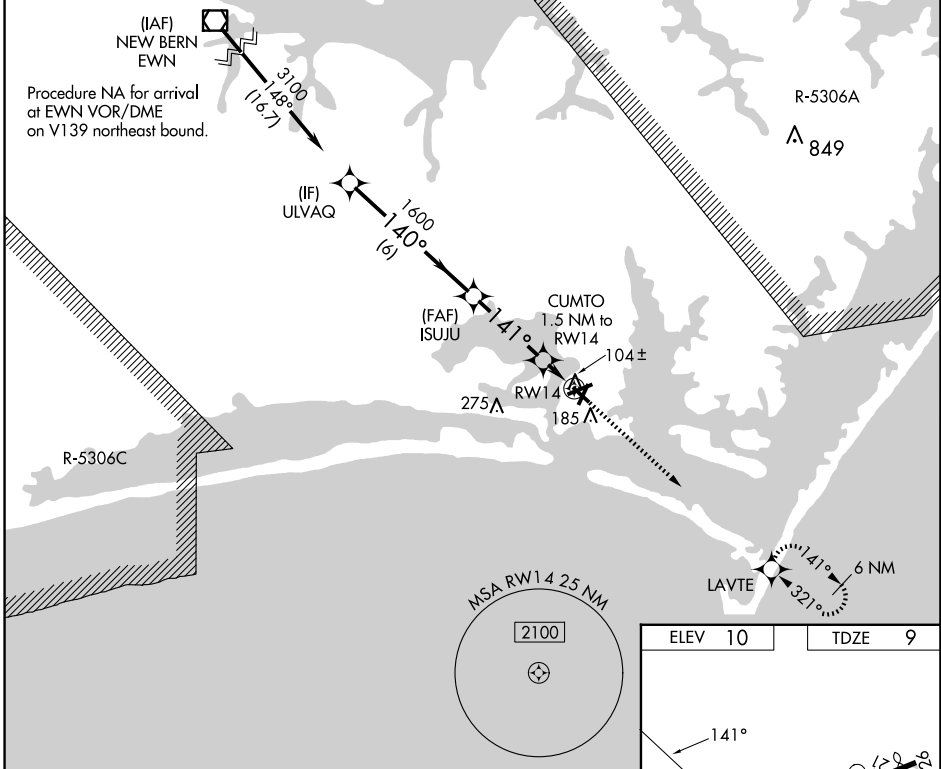 (IAF)
NEW BERN
EWN
Procedure NA for arrival
at EWN VOR/DME
on V139 northeast bound.
3100
148°
(16.7)
R-5306A
849
(IF)
ULVAQ
1600
140°
(6)
(FAF)
ISUJU
141°
CUMTO
1.5 NM to
RW14
104±
RW14
275
185
R-5306C
LAVTE
141°
321°
6 NM
MSA RW14 25 NM
2100
ELEV 10
TDZE 9
141°
26